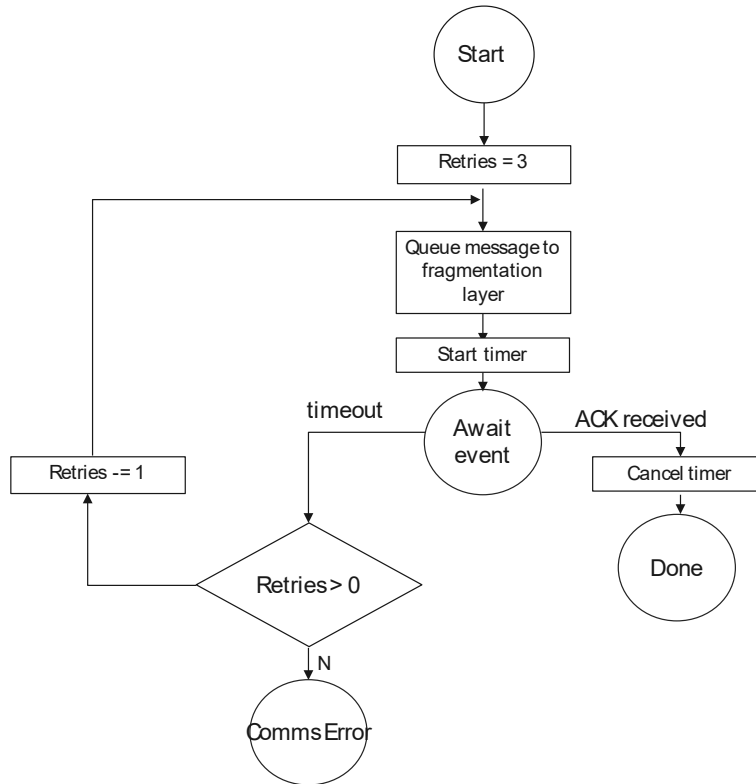 Start
Retries = 3
Queue message to
fragmentation
layer
Start timer
timeout
Await
event
ACK received
Retries -= 1
Cancel timer
Retries > 0
Done
N
Comms Error